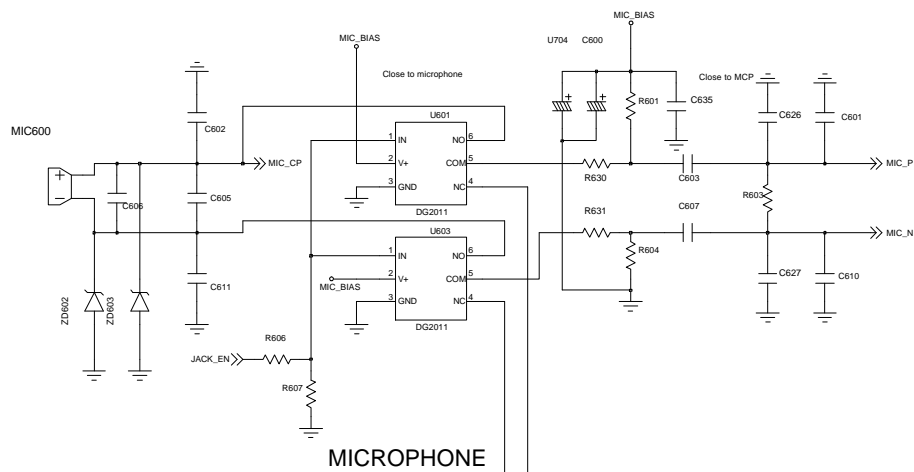 MIC_BIAS
U704 C600
MIC_BIAS
Close to microphone
Close to MCP
MIC600
C602
U601
R601
C635
C626
C601
1 IN NO 6
MIC_CP
2 V+ COM 5
MIC_P
3 GND NC 4
R630
C603
C606
C605
DG2011
R603
U603
R631
C607
MIC_N
1 IN NO 6
R604
2 V+ COM 5
MIC_BIAS
C611
C627
C610
3 GND NC 4
ZD602
ZD603
DG2011
R606
JACK_EN
R607
MICROPHONE